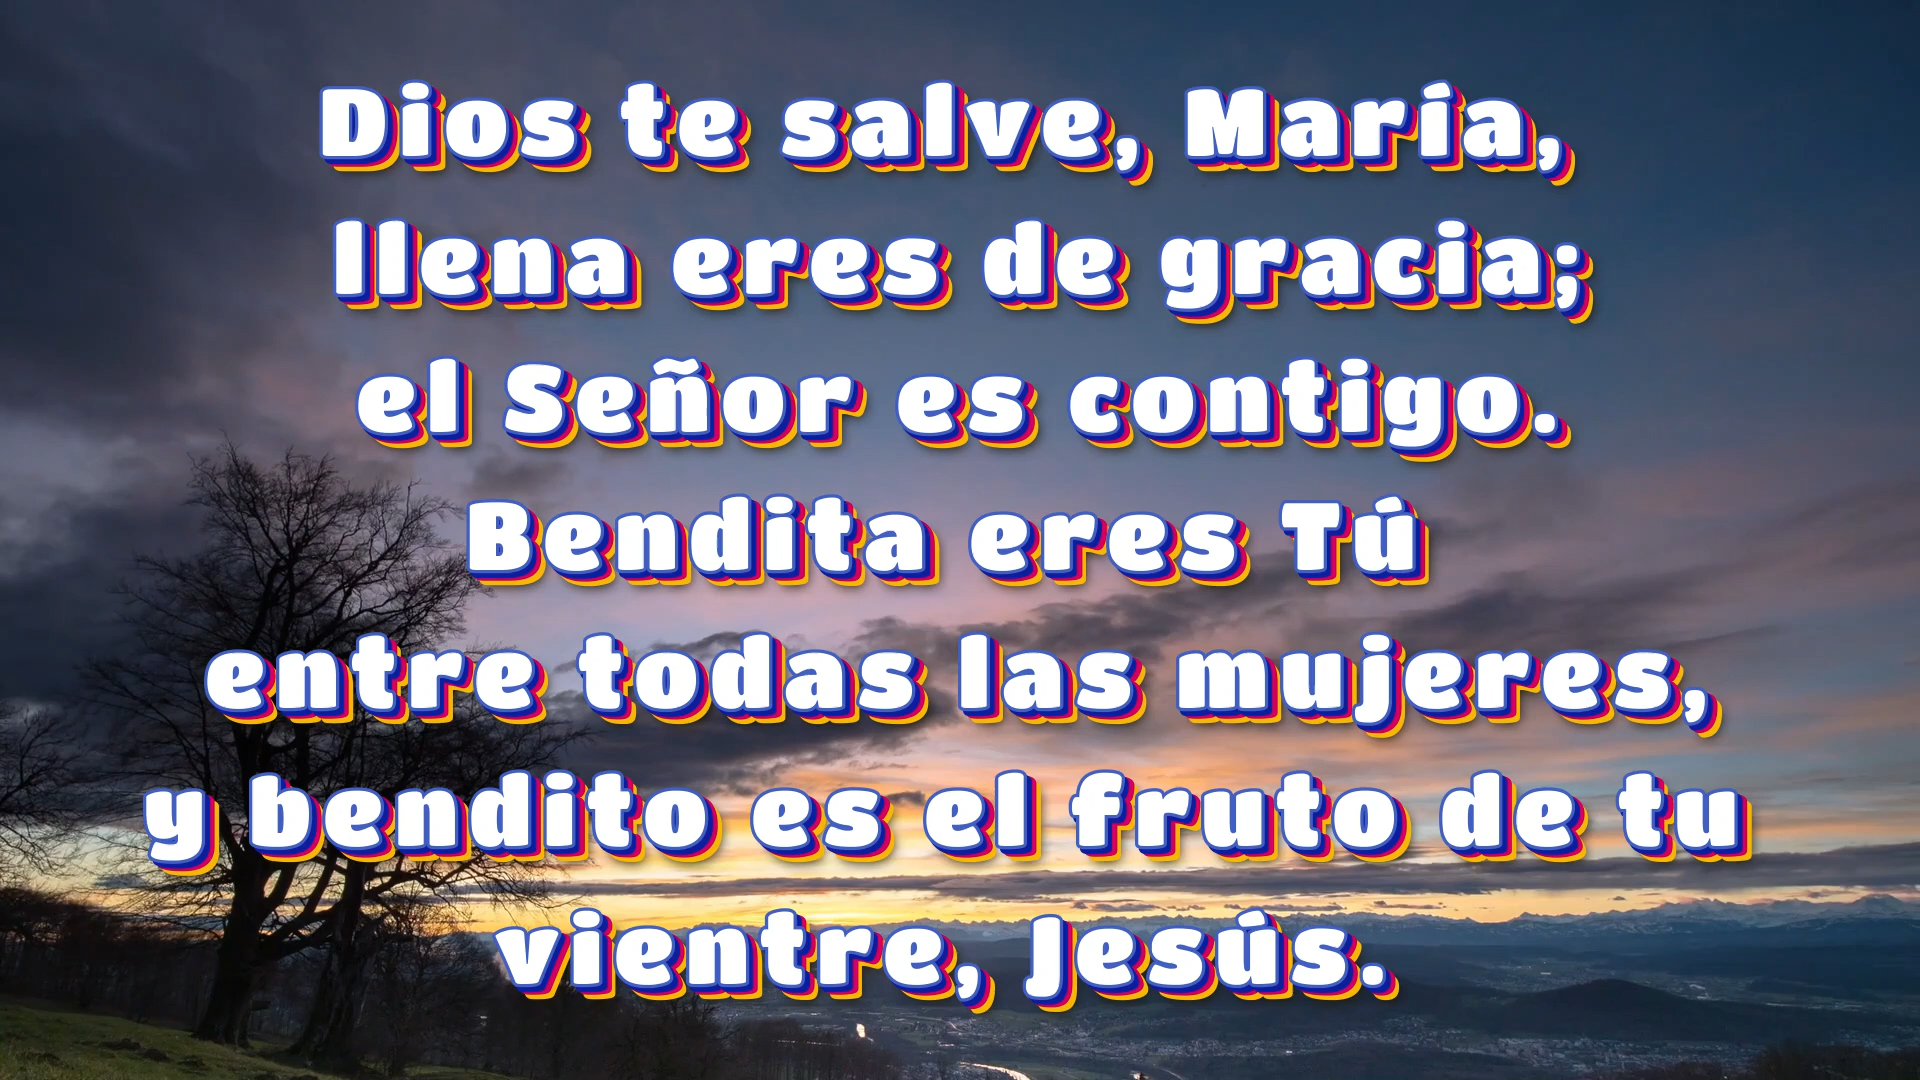 Dios te salve, María,
llena eres de gracia;
el Señor es contigo.
Bendita eres Tú
entre todas las mujeres,
y bendito es el fruto de tu
vientre, Jesús.